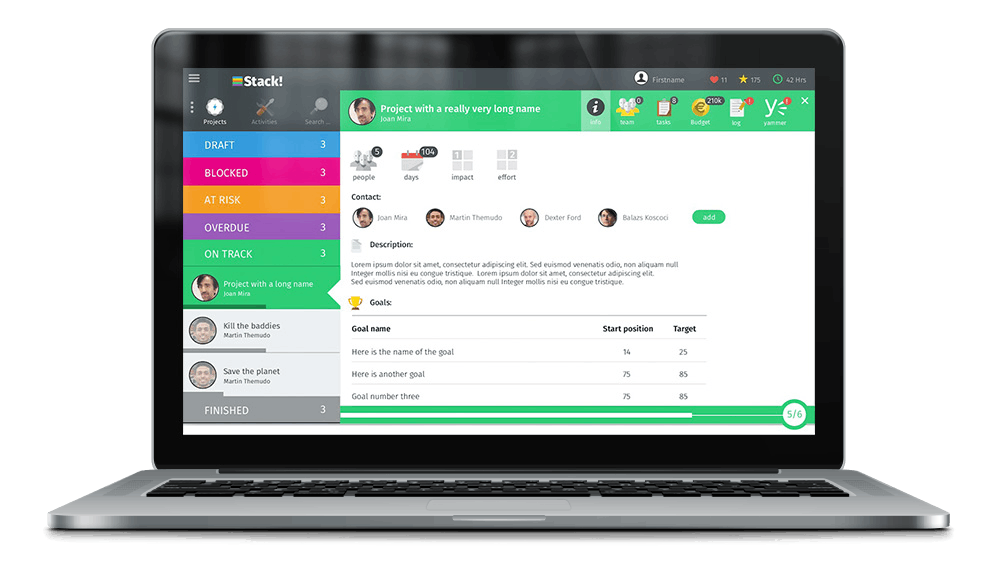 Stack!
Firstname
11
175
42 Hrs
Projects
Activities
Search ...
DRAFT 3
BLOCKED 3
AT RISK 3
OVERDUE 3
ON TRACK 3
Project with a long name
Joan Mira
Kill the baddies
Martin Themudo
Save the planet
Martin Themudo
FINISHED 3
Project with a really very long name
Joan Mira
i
info
0
team
8
tasks
210k
Budget
!
log
!
yammer
5
people
104
days
1
impact
2
effort
Contact:
Joan Mira
Martin Themudo
Dexter Ford
Balazs Koscoci
add
Description:
Lorem ipsum dolor sit amet, consectetur adipiscing elit. Sed euismod venenatis odio, non aliquam null
Integer mollis nisi eu congue tristique. Lorem ipsum dolor sit amet, consectetur adipiscing elit.
Sed euismod venenatis odio, non aliquam nulla. Integer mollis nisi eu congue tristique.
Goals:
Goal name Start position Target
Here is the name of the goal 14 25
Here is another goal 75 85
Goal number three 75 85
5/6